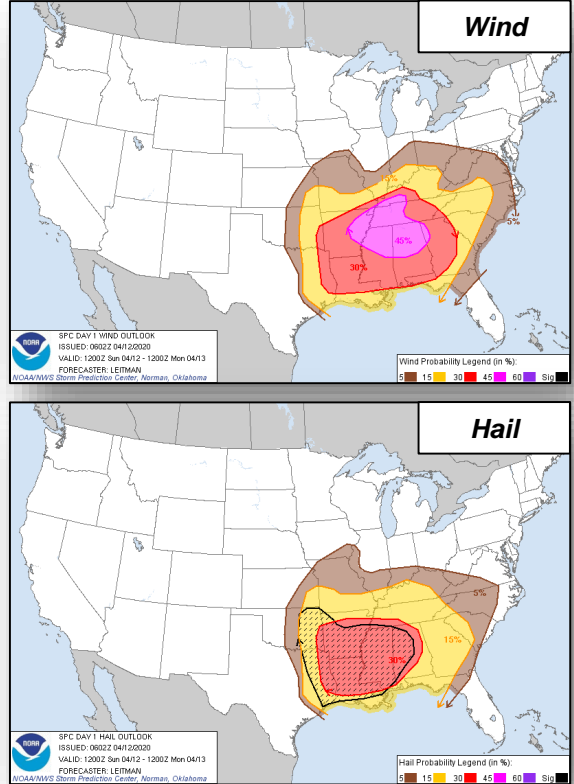 Wind
15%
5%
45%
30%
NOAA
SPC DAY 1 WIND OUTLOOK
ISSUED: 0602Z 04/12/2020
VALID: 1200Z Sun 04/12 - 1200Z Mon 04/13
FORECASTER: LEITMAN
NOAA/NWS Storm Prediction Center, Norman, Oklahoma
Wind Probability Legend (in %):
5 15 30 45 60 Sig
Hail
5%
15%
30%
NOAA
SPC DAY 1 HAIL OUTLOOK
ISSUED: 0602Z 04/12/2020
VALID: 1200Z Sun 04/12 - 1200Z Mon 04/13
FORECASTER: LEITMAN
NOAA/NWS Storm Prediction Center, Norman, Oklahoma
Hail Probability Legend (in %):
5 15 30 45 60 Sig